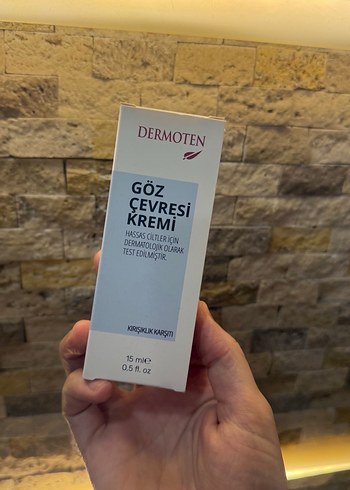 DERMOTEN
GÖZ
ÇEVRESİ
KREMİ
HASSAS CİLTLER İÇİN
DERMATOLOJİK OLARAK
TEST EDİLMİŞTİR.
KIRIŞIKLIK KARŞITI
15 ml℮
0,5 fl. oz